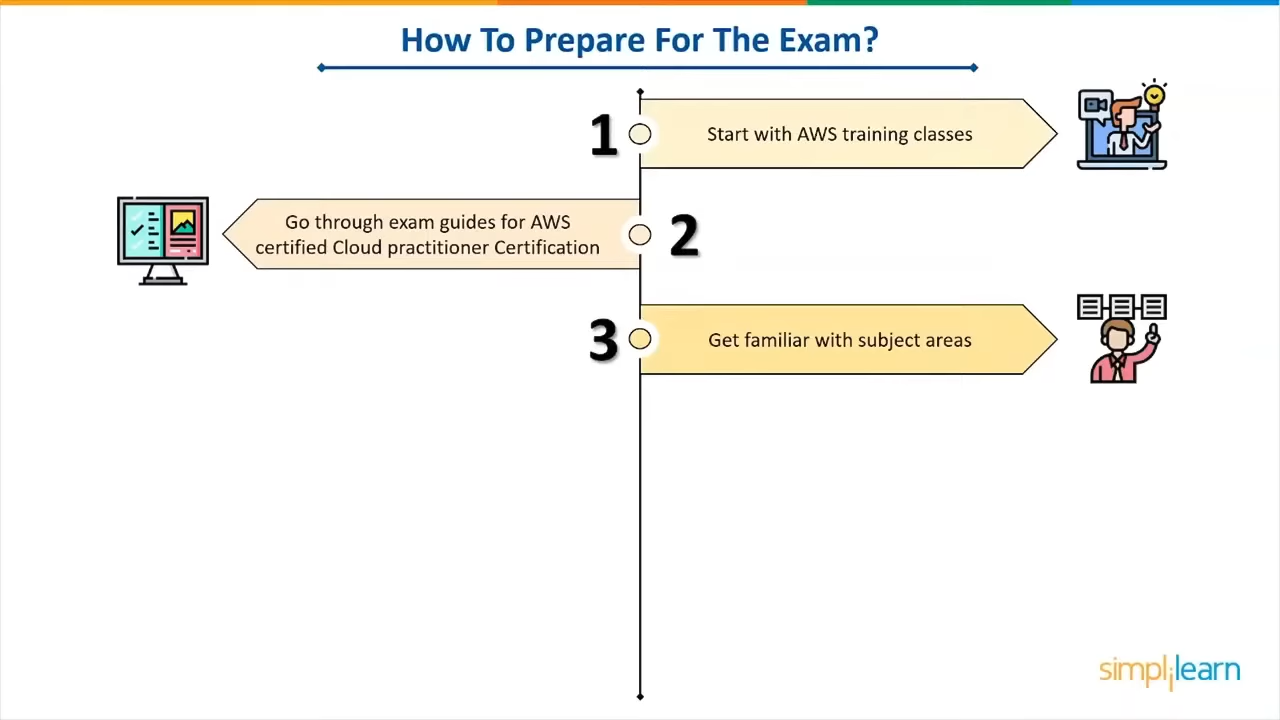 How To Prepare For The Exam?
1
Start with AWS training classes
Go through exam guides for AWS
certified Cloud practitioner Certification
2
3
Get familiar with subject areas
simplilearn